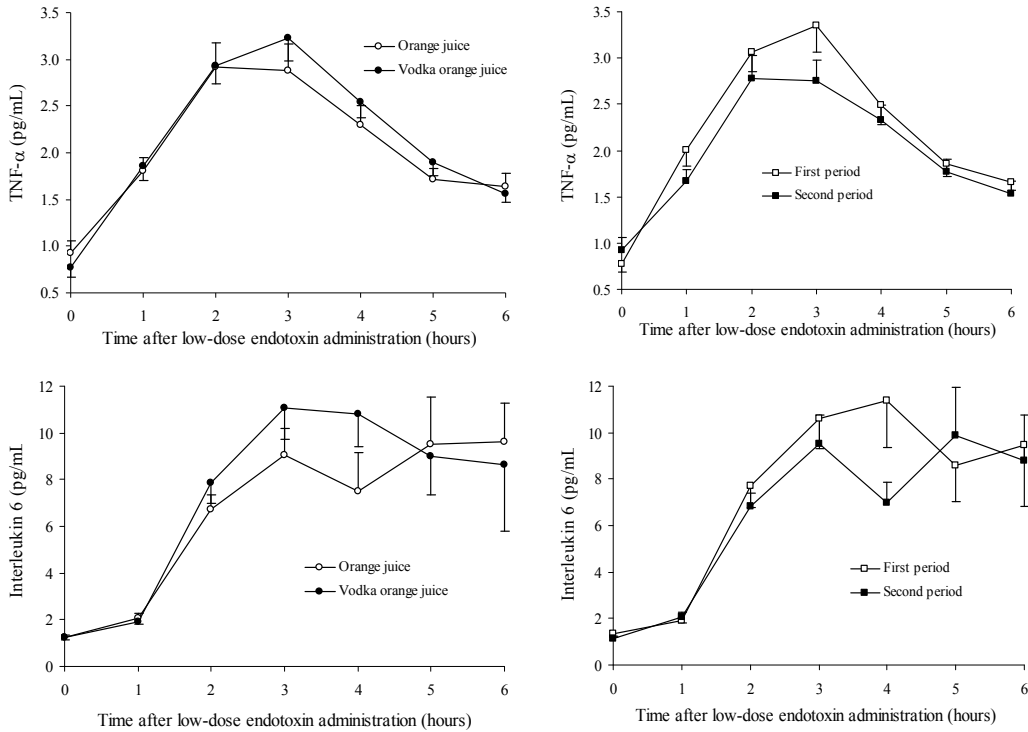 3.5
3.0
2.5
2.0
1.5
1.0
0.5
TNF-α (pg/mL)
Orange juice
Vodka orange juice
0 1 2 3 4 5 6
Time after low-dose endotoxin administration (hours)
3.5
3.0
2.5
2.0
1.5
1.0
0.5
TNF-α (pg/mL)
First period
Second period
0 1 2 3 4 5 6
Time after low-dose endotoxin administration (hours)
12
10
8
6
4
2
0
Interleukin 6 (pg/mL
Orange juice
Vodka orange juice
0 1 2 3 4 5 6
Time after low-dose endotoxin administration (hours)
12
10
8
6
4
2
0
Interleukin 6 (pg/mL)
First period
Second period
0 1 2 3 4 5 6
Time after low-dose endotoxin administration (hours)